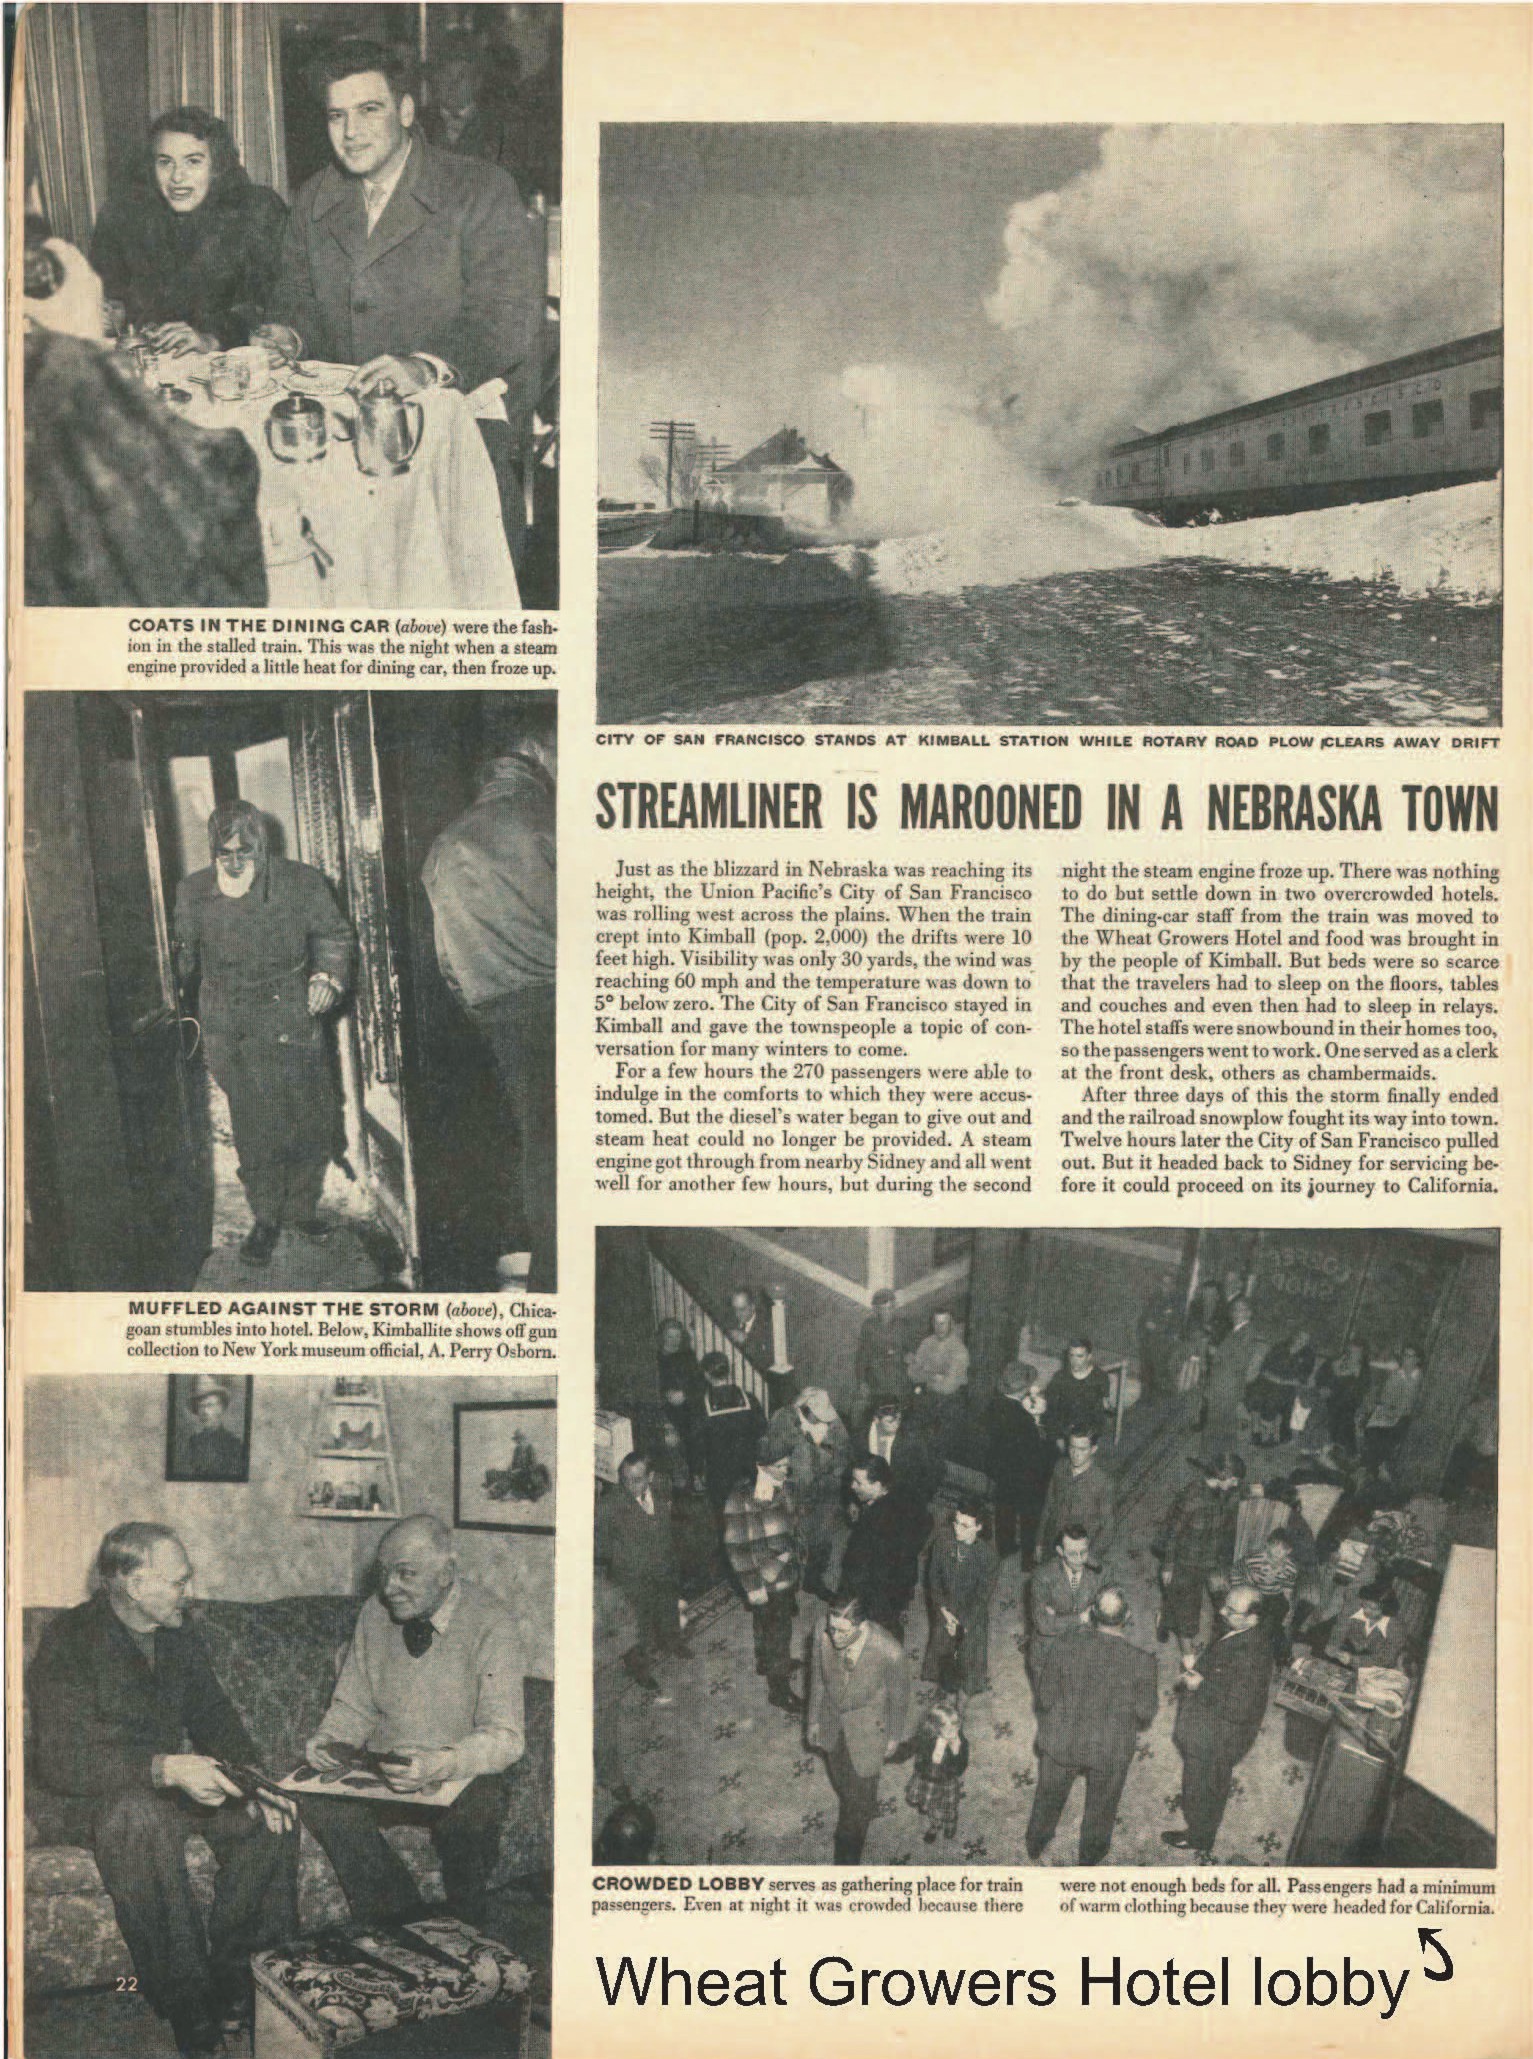 COATS IN THE DINING CAR (above) were the fash-
ion in the stalled train. This was the night when a steam
engine provided a little heat for dining car, then froze up.
MUFFLED AGAINST THE STORM (above), Chica-
goan stumbles into hotel. Below, Kimballite shows off gun
collection to New York museum official, A. Perry Osborn.
22
CITY OF SAN FRANCISCO STANDS AT KIMBALL STATION WHILE ROTARY ROAD PLOW CLEARS AWAY DRIFT
STREAMLINER IS MAROONED IN A NEBRASKA TOWN
Just as the blizzard in Nebraska was reaching its
height, the Union Pacific's City of San Francisco
was rolling west across the plains. When the train
crept into Kimball (pop. 2,000) the drifts were 10
feet high. Visibility was only 30 yards, the wind was
reaching 60 mph and the temperature was down to
5° below zero. The City of San Francisco stayed in
Kimball and gave the townspeople a topic of con-
versation for many winters to come.
For a few hours the 270 passengers were able to
indulge in the comforts to which they were accus-
tomed. But the diesel's water began to give out and
steam heat could no longer be provided. A steam
engine got through from nearby Sidney and all went
well for another few hours, but during the second
night the steam engine froze up. There was nothing
to do but settle down in two overcrowded hotels.
The dining-car staff from the train was moved to
the Wheat Growers Hotel and food was brought in
by the people of Kimball. But beds were so scarce
that the travelers had to sleep on the floors, tables
and couches and even then had to sleep in relays.
The hotel staffs were snowbound in their homes too,
so the passengers went to work. One served as a clerk
at the front desk, others as chambermaids.
After three days of this the storm finally ended
and the railroad snowplow fought its way into town.
Twelve hours later the City of San Francisco pulled
out. But it headed back to Sidney for servicing be-
fore it could proceed on its journey to California.
COFFEE
SHOP
CROWDED LOBBY serves as gathering place for train
passengers. Even at night it was crowded because there
were not enough beds for all. Passengers had a minimum
of warm clothing because they were headed for California.
Wheat Growers Hotel lobby